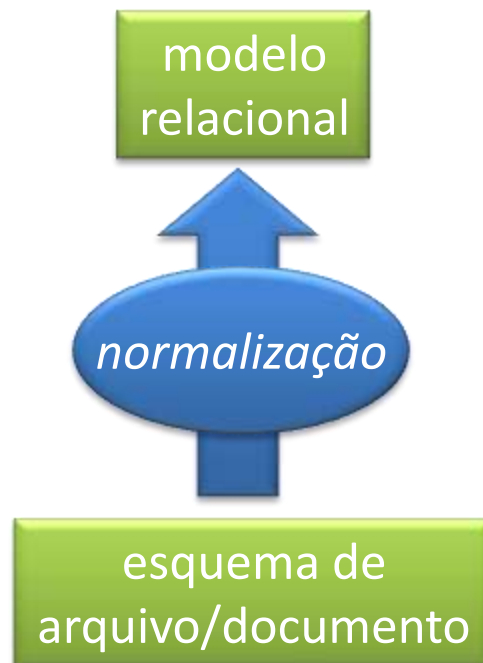 modelo
relacional
normalização
esquema de
arquivo/documento